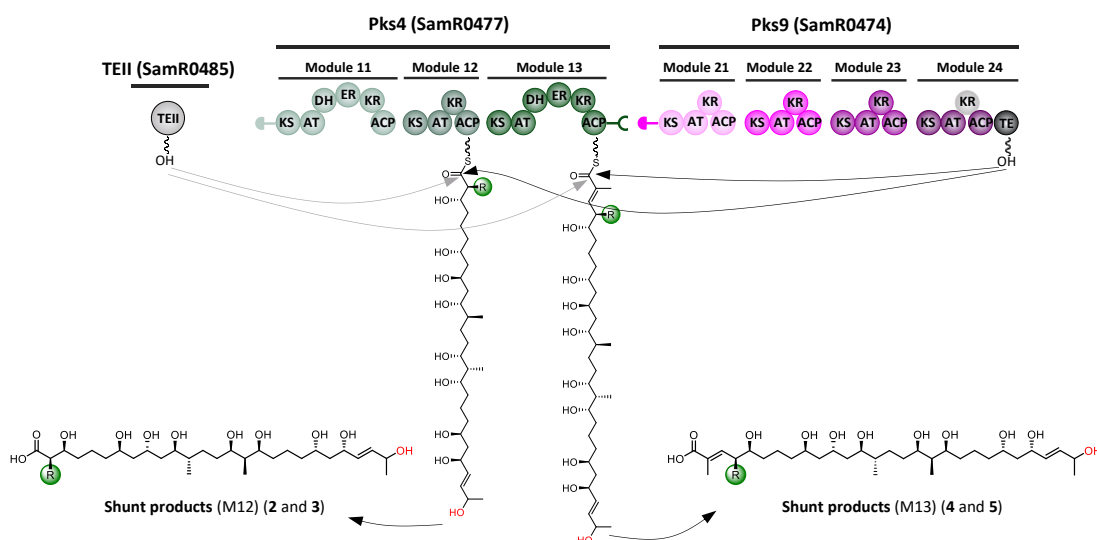 Pks4 (SamR0477)
Pks9 (SamR0474)
TEII (SamR0485)
Module 11
Module 12
Module 13
Module 21
Module 22
Module 23
Module 24
KS AT DH ER KR ACP
KS AT KR ACP
KS AT DH ER KR ACP
KS AT KR ACP
KS AT KR ACP
KS AT KR ACP
KS AT KR ACP TE
TEII
OH
OH
S
O
R
HO
HO
HO
HO
HO
HO
HO
HO
HO
S
O
R
HO
HO
HO
HO
HO
HO
HO
HO
HO
O OH OH OH OH OH OH OH OH
HO
R
OH
Shunt products (M12) (2 and 3)
O OH OH OH OH OH OH OH OH
HO
R
OH
Shunt products (M13) (4 and 5)